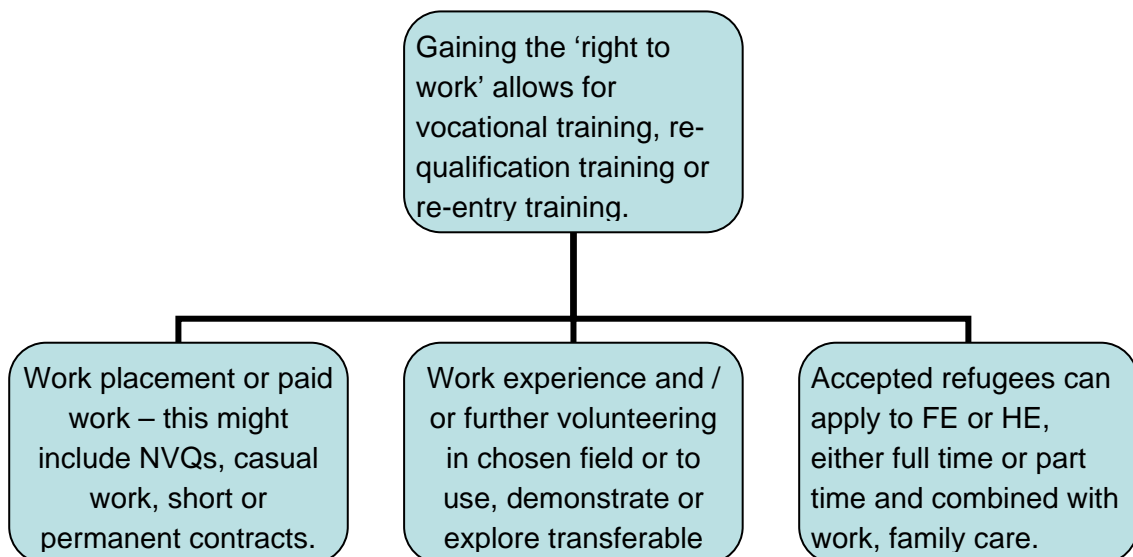 Gaining the ‘right to
work’ allows for
vocational training, re-
qualification training or
re-entry training.
Work placement or paid
work – this might
include NVQs, casual
work, short or
permanent contracts.
Work experience and /
or further volunteering
in chosen field or to
use, demonstrate or
explore transferable
Accepted refugees can
apply to FE or HE,
either full time or part
time and combined with
work, family care.